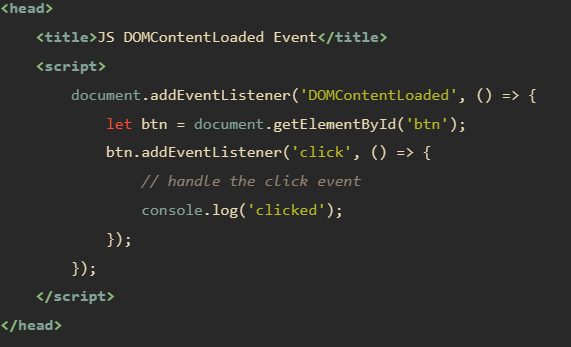 <head>
    <title>JS DOMContentLoaded Event</title>
    <script>
        document.addEventListener('DOMContentLoaded', () => {
            let btn = document.getElementById('btn');
            btn.addEventListener('click', () => {
                // handle the click event
                console.log('clicked');
            });
        });
    </script>
</head>